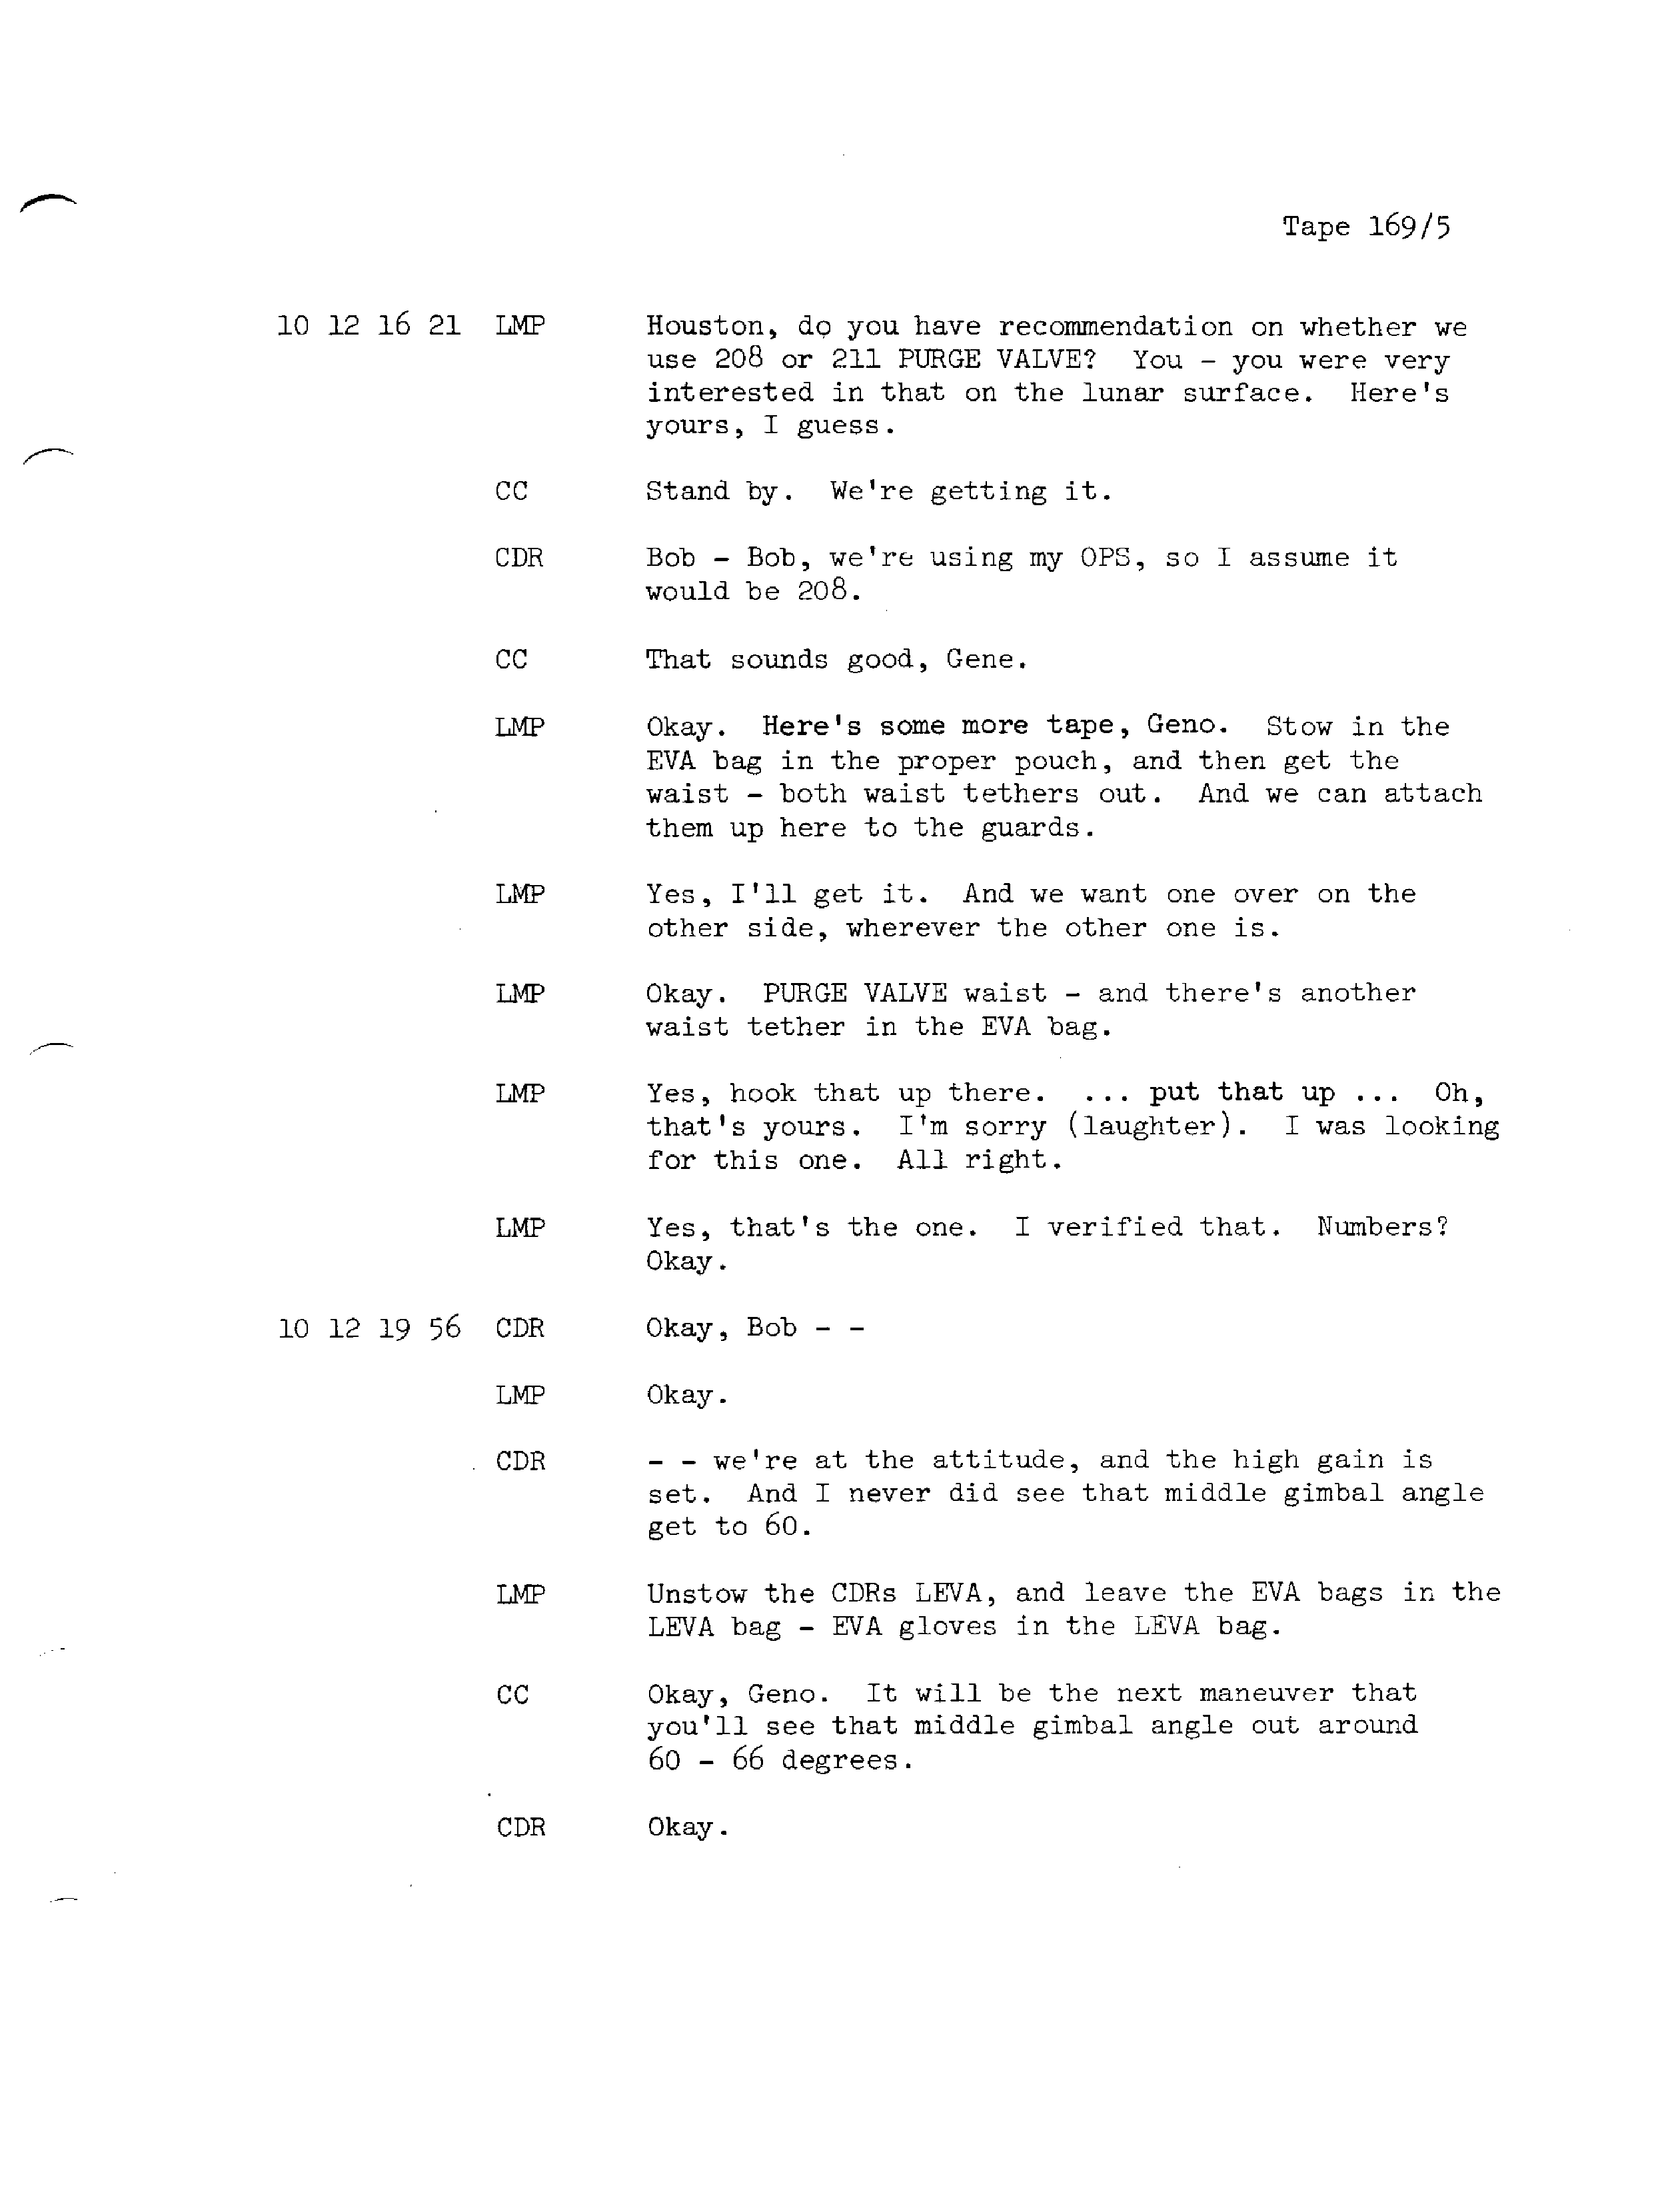 Tape 169/5
10 12 16 21 LMP Houston, do you have recommendation on whether we
use 208 or 211 PURGE VALVE? You - you were very
interested in that on the lunar surface. Here's
yours, I guess.
CC Stand by. We're getting it.
CDR Bob - Bob, we're using my OPS, so I assume it
would be 208.
CC That sounds good, Gene.
LMP Okay. Here's some more tape, Geno. Stow in the
EVA bag in the proper pouch, and then get the
waist - both waist tethers out. And we can attach
them up here to the guards.
LMP Yes, I'll get it. And we want one over on the
other side, wherever the other one is.
LMP Okay. PURGE VALVE waist - and there's another
waist tether in the EVA bag.
LMP Yes, hook that up there. ... put that up ... Oh,
that's yours. I'm sorry (laughter). I was looking
for this one. All right.
LMP Yes, that's the one. I verified that. Numbers?
Okay.
10 12 19 56 CDR Okay, Bob - -
LMP Okay.
CDR - - we're at the attitude, and the high gain is
set. And I never did see that middle gimbal angle
get to 60.
LMP Unstow the CDRs LEVA, and leave the EVA bags in the
LEVA bag - EVA gloves in the LEVA bag.
CC Okay, Geno. It will be the next maneuver that
you'll see that middle gimbal angle out around
60 - 66 degrees.
CDR Okay.